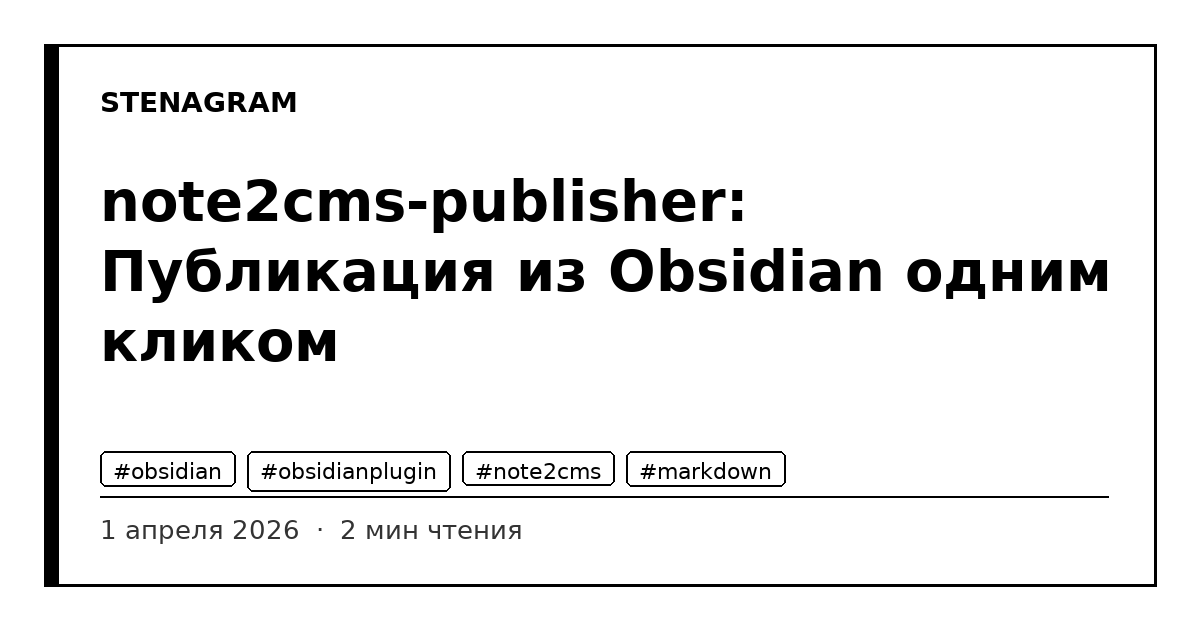 STENAGRAM
note2cms-publisher:
Публикация из Obsidian одним
кликом
#obsidian #obsidianplugin #note2cms #markdown
1 апреля 2026 · 2 мин чтения